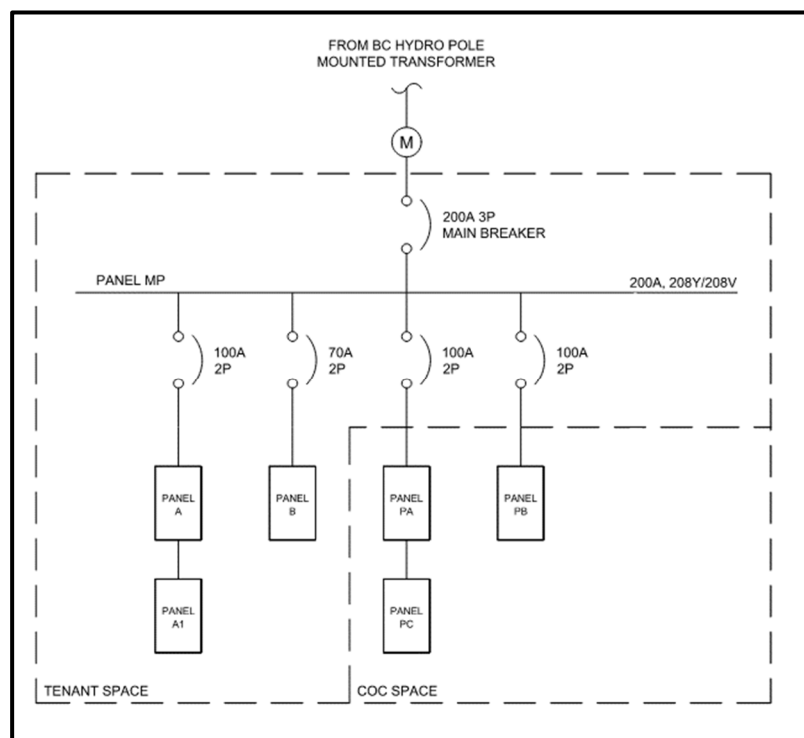 FROM BC HYDRO POLE
MOUNTED TRANSFORMER
M
200A 3P
MAIN BREAKER
PANEL MP
200A, 208Y/208V
100A
2P
70A
2P
100A
2P
100A
2P
PANEL
A
PANEL
B
PANEL
PA
PANEL
PB
PANEL
A1
PANEL
PC
TENANT SPACE
COC SPACE